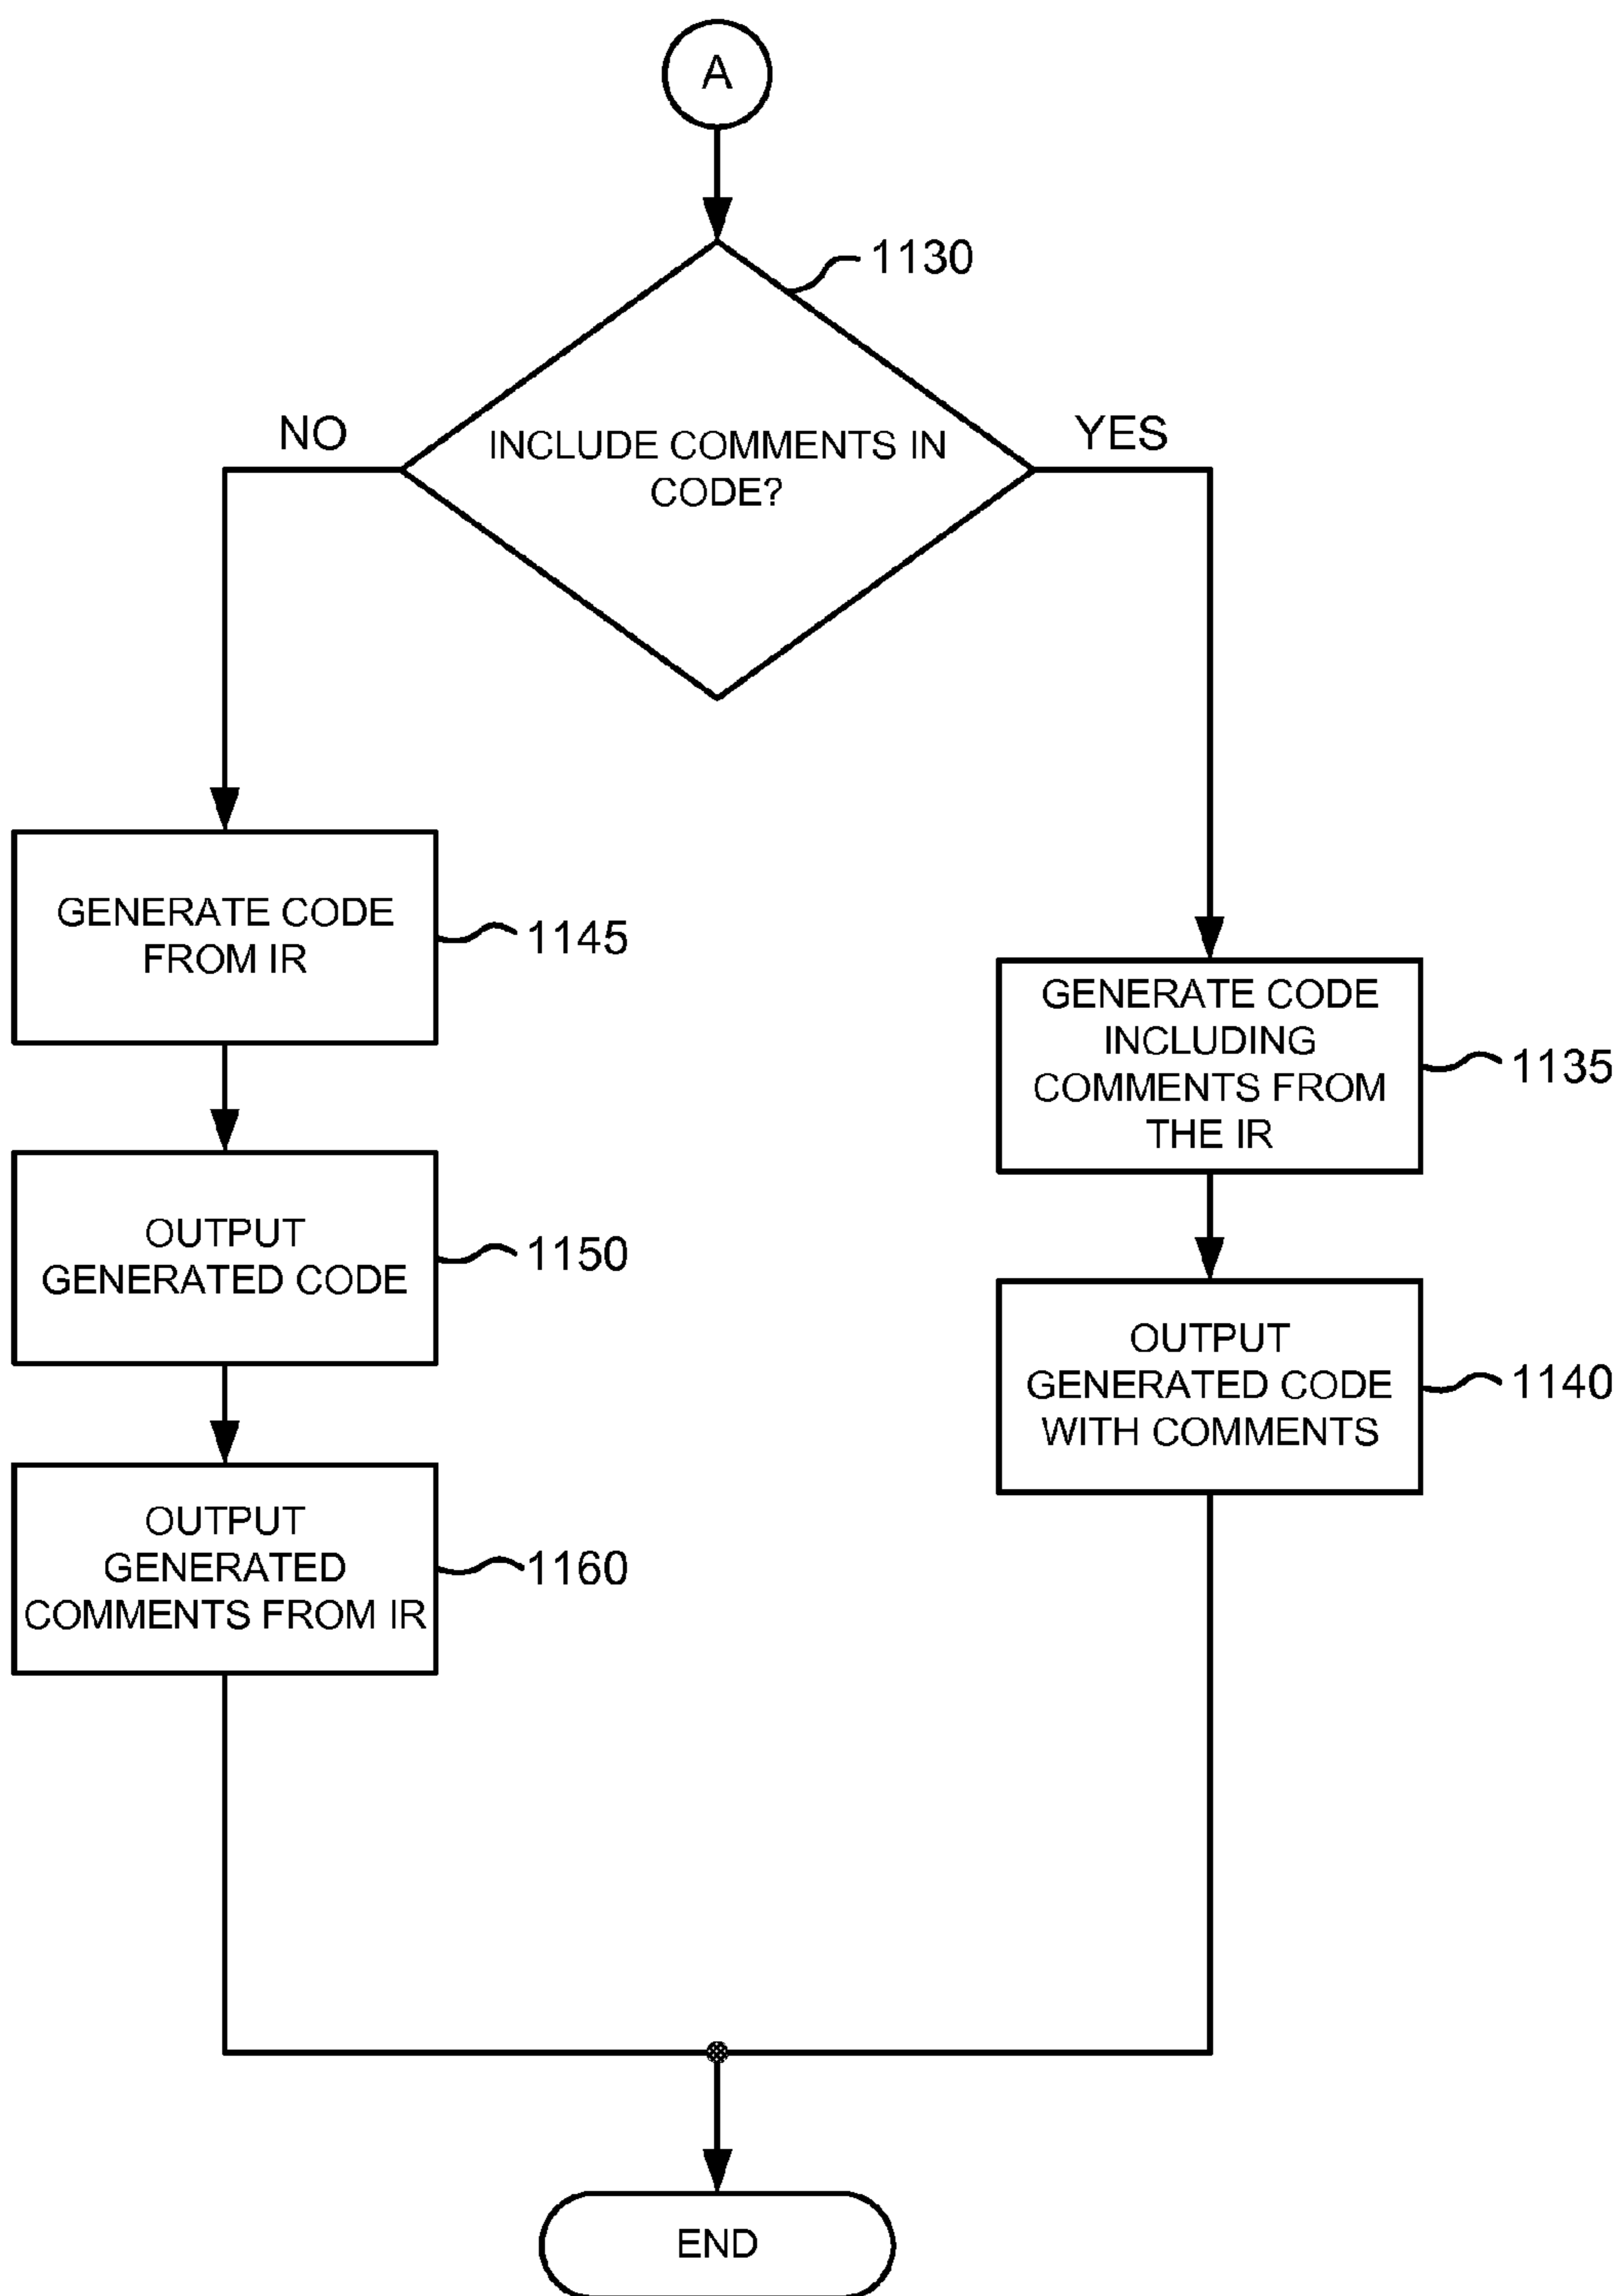 A
1130
NO
INCLUDE COMMENTS IN
CODE?
YES
GENERATE CODE
FROM IR
1145
GENERATE CODE
INCLUDING
COMMENTS FROM
THE IR
1135
OUTPUT
GENERATED CODE
1150
OUTPUT
GENERATED CODE
WITH COMMENTS
1140
OUTPUT
GENERATED
COMMENTS FROM IR
1160
END